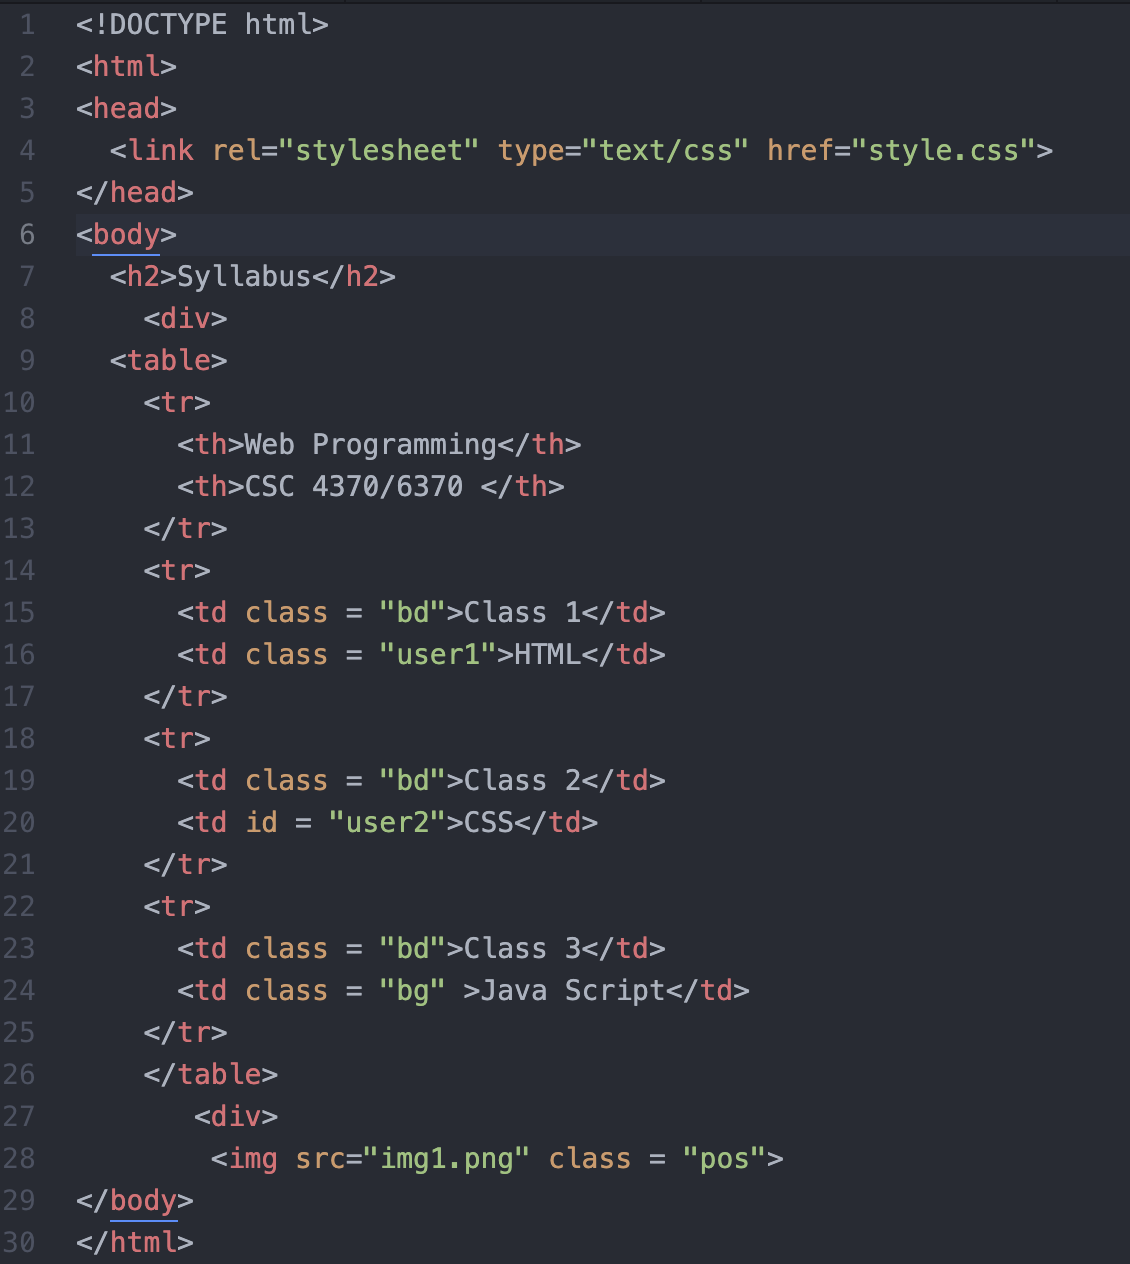 1 <!DOCTYPE html>
2 <html>
3 <head>
4   <link rel="stylesheet" type="text/css" href="style.css">
5 </head>
6 <body>
7   <h2>Syllabus</h2>
8     <div>
9   <table>
10     <tr>
11       <th>Web Programming</th>
12       <th>CSC 4370/6370 </th>
13     </tr>
14     <tr>
15       <td class = "bd">Class 1</td>
16       <td class = "user1">HTML</td>
17     </tr>
18     <tr>
19       <td class = "bd">Class 2</td>
20       <td id = "user2">CSS</td>
21     </tr>
22     <tr>
23       <td class = "bd">Class 3</td>
24       <td class = "bg" >Java Script</td>
25     </tr>
26     </table>
27        <div>
28         <img src="img1.png" class = "pos">
29 </body>
30 </html>